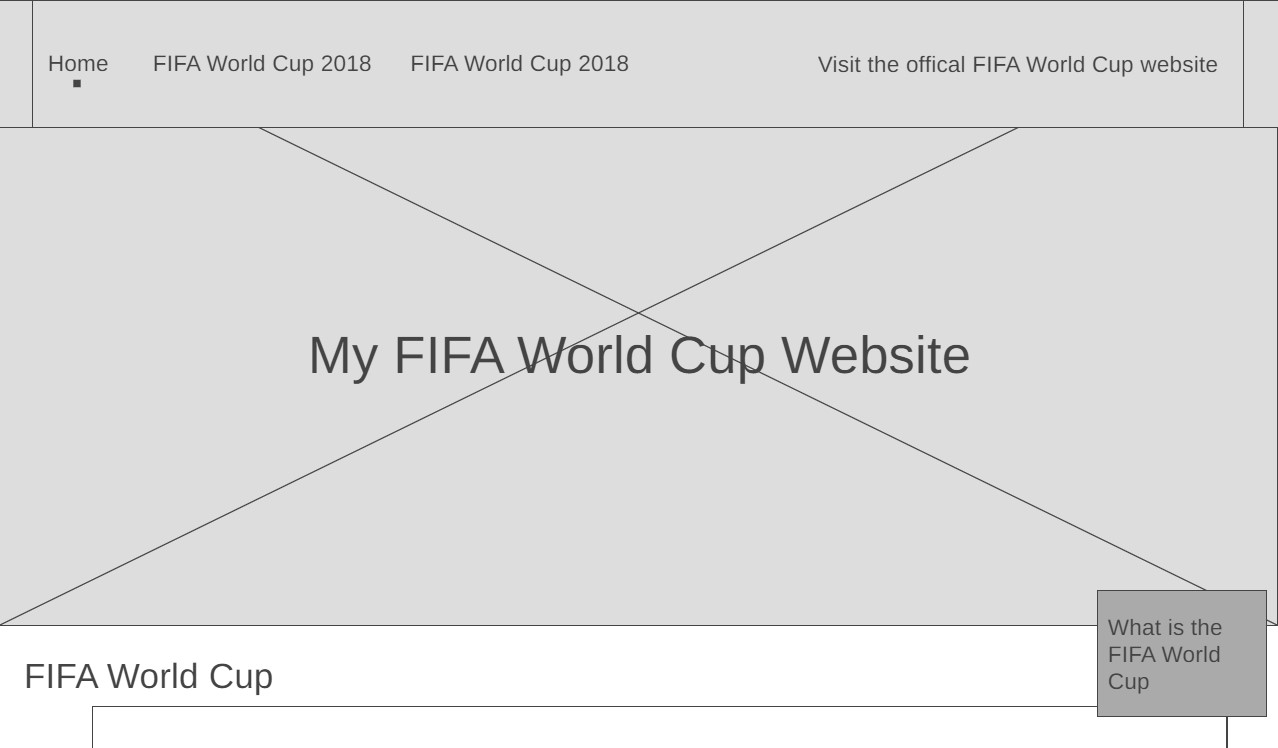 Home FIFA World Cup 2018 FIFA World Cup 2018 Visit the offical FIFA World Cup website
My FIFA World Cup Website
What is the
FIFA World
Cup
FIFA World Cup